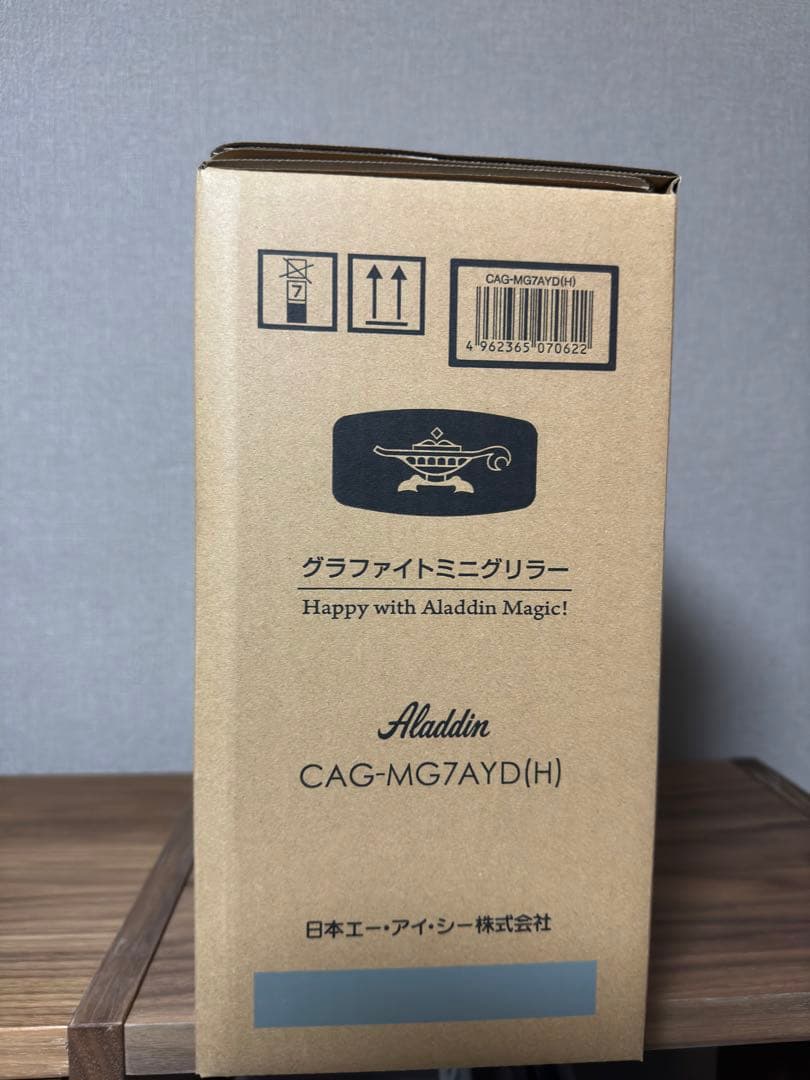 7
CAG-MG7AYD(H)
4 962365 070622
グラファイトミニグリラー
Happy with Aladdin Magic!
Aladdin
CAG-MG7AYD(H)
日本エー・アイ・シー株式会社